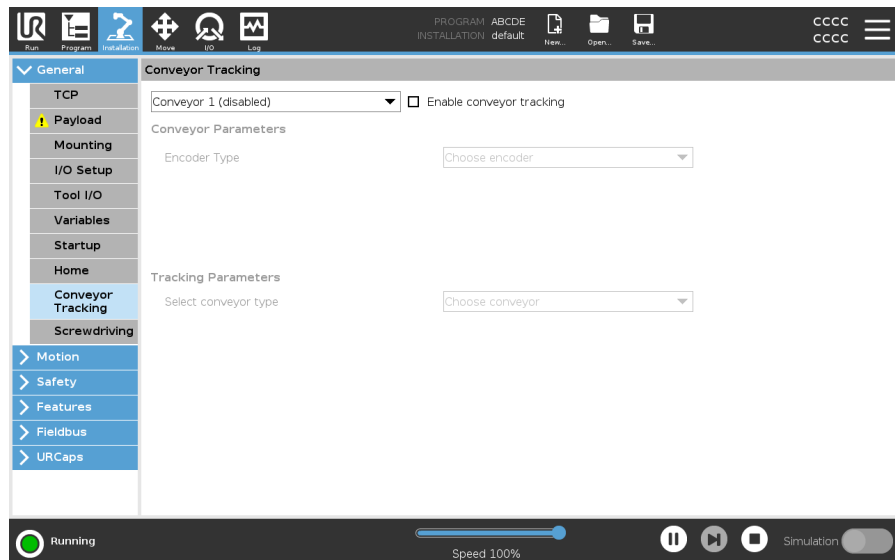 PROGRAM ABCDE
INSTALLATION default
CCCC
CCCC
Run
Program
Installation
Move
I/O
Log
New...
Open...
Save...
General
Conveyor Tracking
TCP
Payload
Mounting
I/O Setup
Tool I/O
Variables
Startup
Home
Conveyor
Tracking
Screwdriving
Motion
Safety
Features
Fieldbus
URCaps
Conveyor 1 (disabled)
Enable conveyor tracking
Conveyor Parameters
Encoder Type
Choose encoder
Tracking Parameters
Select conveyor type
Choose conveyor
Running
Speed 100%
Simulation